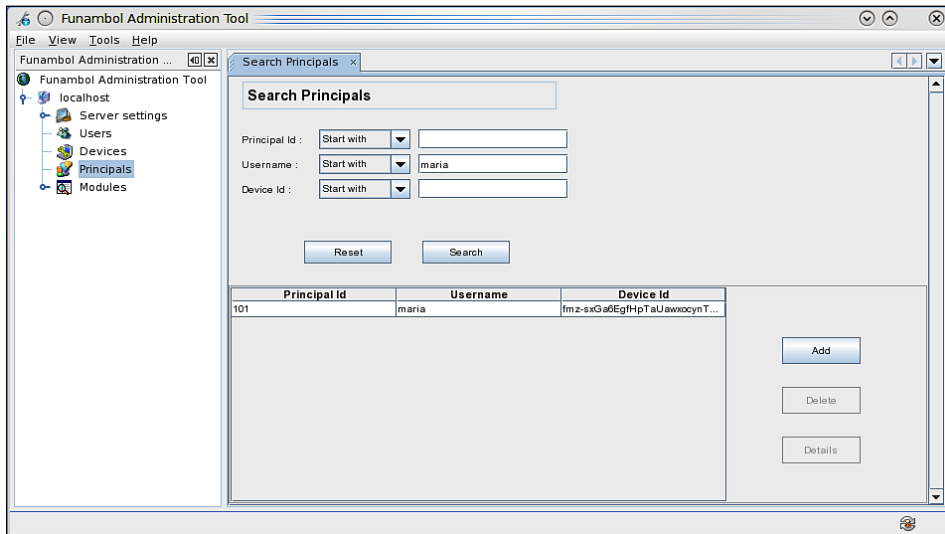 Funambol Administration Tool
File View Tools Help
Funambol Administration ...
Funambol Administration Tool
localhost
Server settings
Users
Devices
Principals
Modules
Search Principals ×
Search Principals
Principal Id : Start with
Username : Start with maria
Device Id : Start with
Reset Search
Principal Id Username Device Id
101 maria fmz-sxGa6EgfHpTaUawxocynT...
Add
Delete
Details